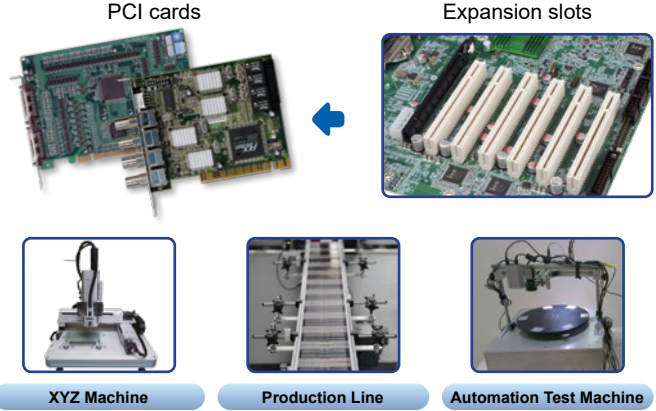 PCI cards
Expansion slots
XYZ Machine
Production Line
Automation Test Machine